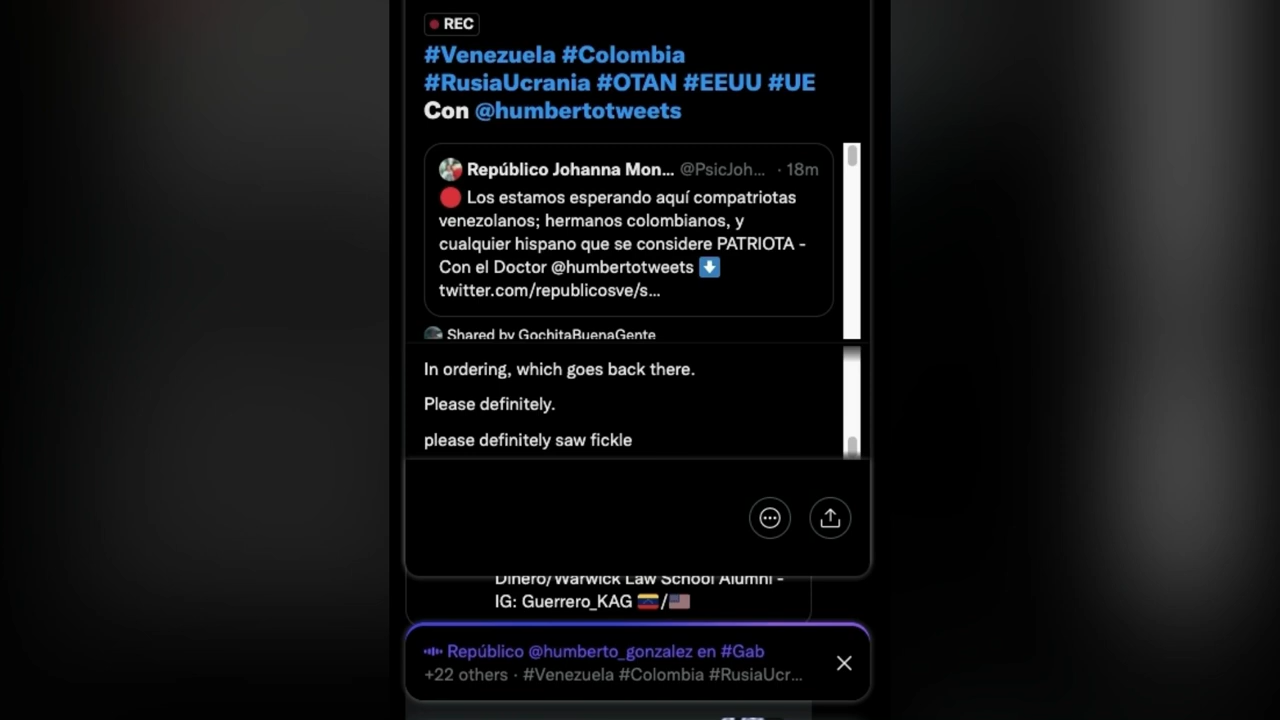 REC
#Venezuela #Colombia
#RusiaUcrania #OTAN #EEUU #UE
Con @humbertotweets
Repúblico Johanna Mon... @PsicJoh... · 18m
Los estamos esperando aquí compatriotas
venezolanos; hermanos colombianos, y
cualquier hispano que se considere PATRIOTA -
Con el Doctor @humbertotweets ⬇️
twitter.com/republicosve/s...
Shared by GochitaBuenaGente
In ordering, which goes back there.
Please definitely.
please definitely saw fickle
Dinero/Warwick Law School Alumni -
IG: Guerrero_KAG 🇻🇪/🇺🇸
Repúblico @humberto_gonzalez en #Gab
+22 others · #Venezuela #Colombia #RusiaUcr...